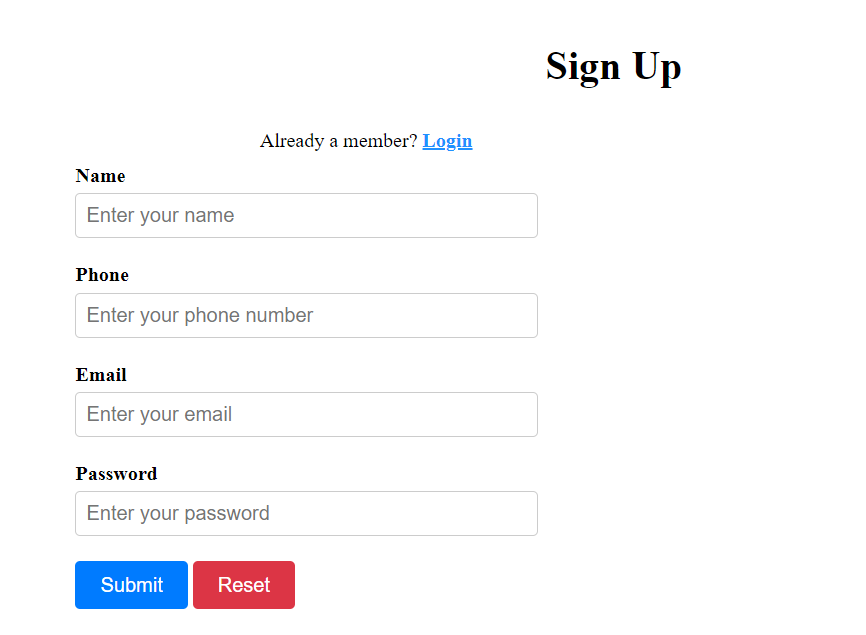 Sign Up
Already a member? Login
Name
Enter your name
Phone
Enter your phone number
Email
Enter your email
Password
Enter your password
Submit Reset